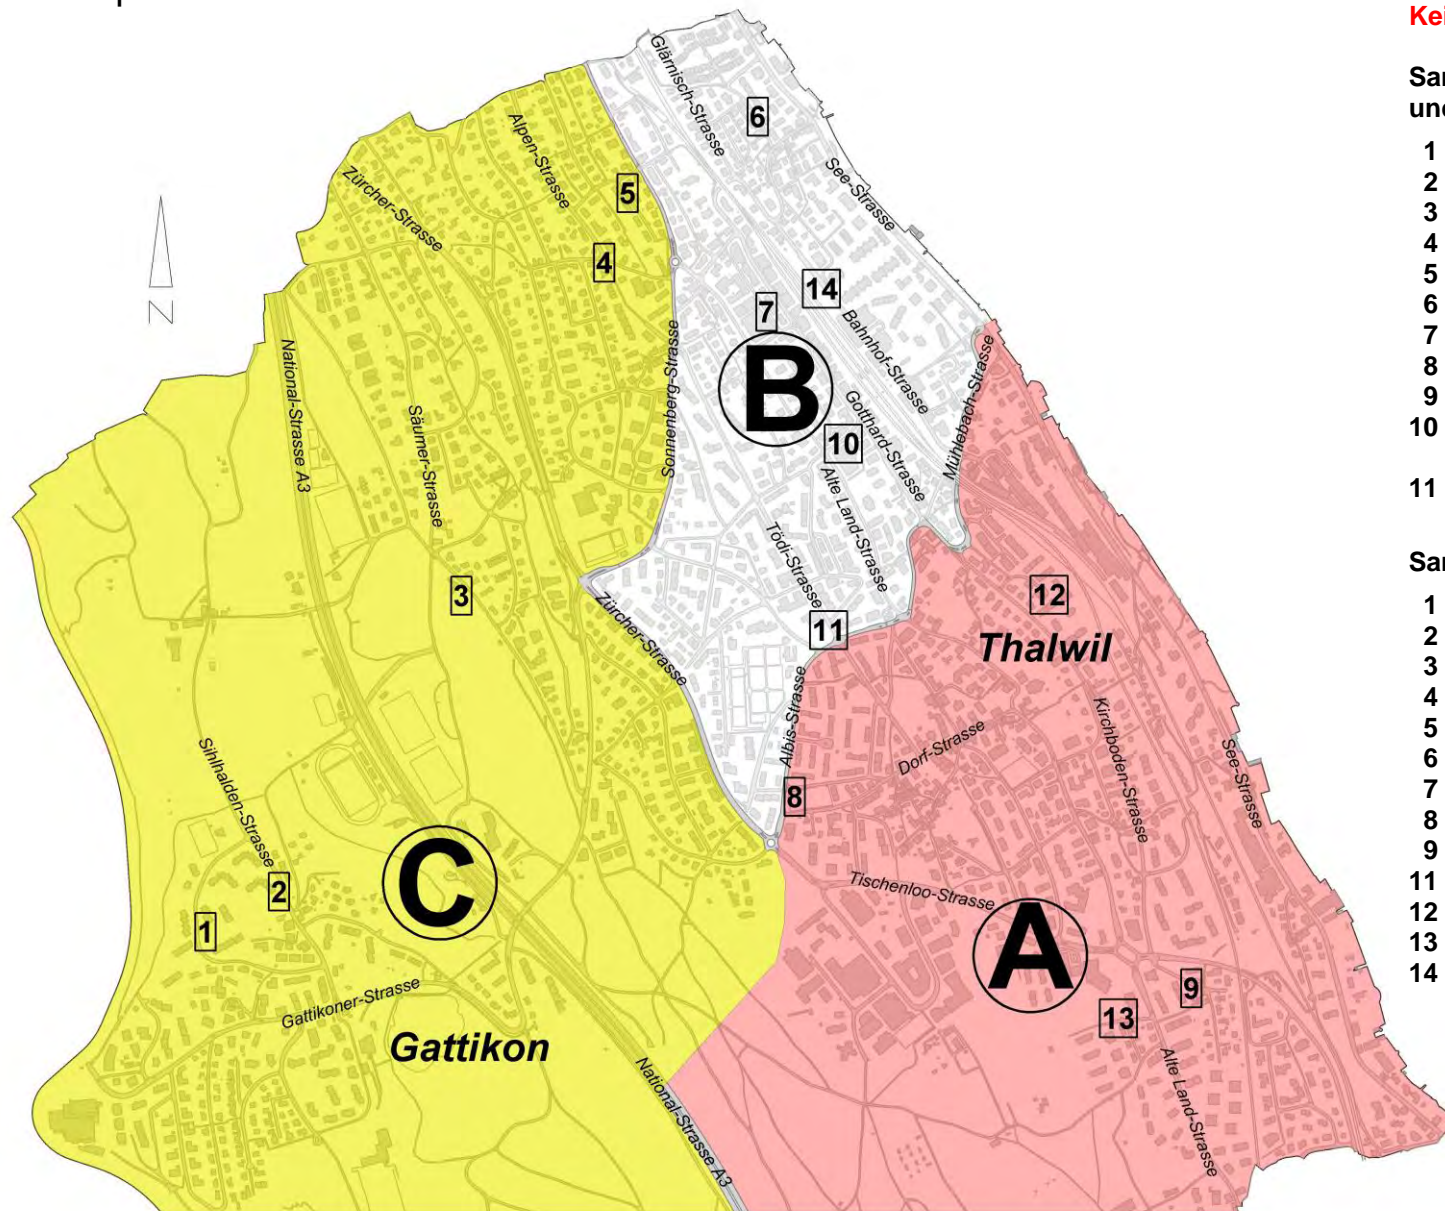 Glärnisch-Strasse
6
Alpen-Strasse
See-Strasse
Zürcher-Strasse
5
4
14
7
Bahnhof-Strasse
National-Strasse A3
Sonnenberg-Strasse
B
Mühlebach-Strasse
Säumer-Strasse
Gotthard-Strasse
10
Alte Land-Strasse
Tödi-Strasse
3
Zürcher-Strasse
12
11
Thalwil
Albis-Strasse
Kirchboden-Strasse
Dorf-Strasse
See-Strasse
Sihlhalden-Strasse
8
C
2
Tischenloo-Strasse
1
A
9
Gattikoner-Strasse
13
Gattikon
National-Strasse A3
Alte Land-Strasse
N
Kei
Sar
und
1
2
3
4
5
6
7
8
9
10
11
Sar
1
2
3
4
5
6
7
8
9
11
12
13
14